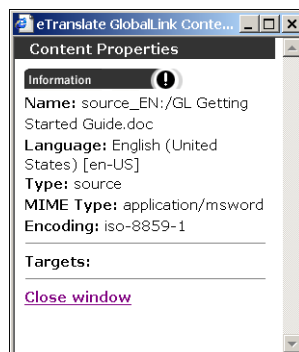 eTranslate GlobalLink Conte...
Content Properties
Information
Name: source_EN:/GL Getting
Started Guide.doc
Language: English (United
States) [en-US]
Type: source
MIME Type: application/msword
Encoding: iso-8859-1
Targets:
Close window